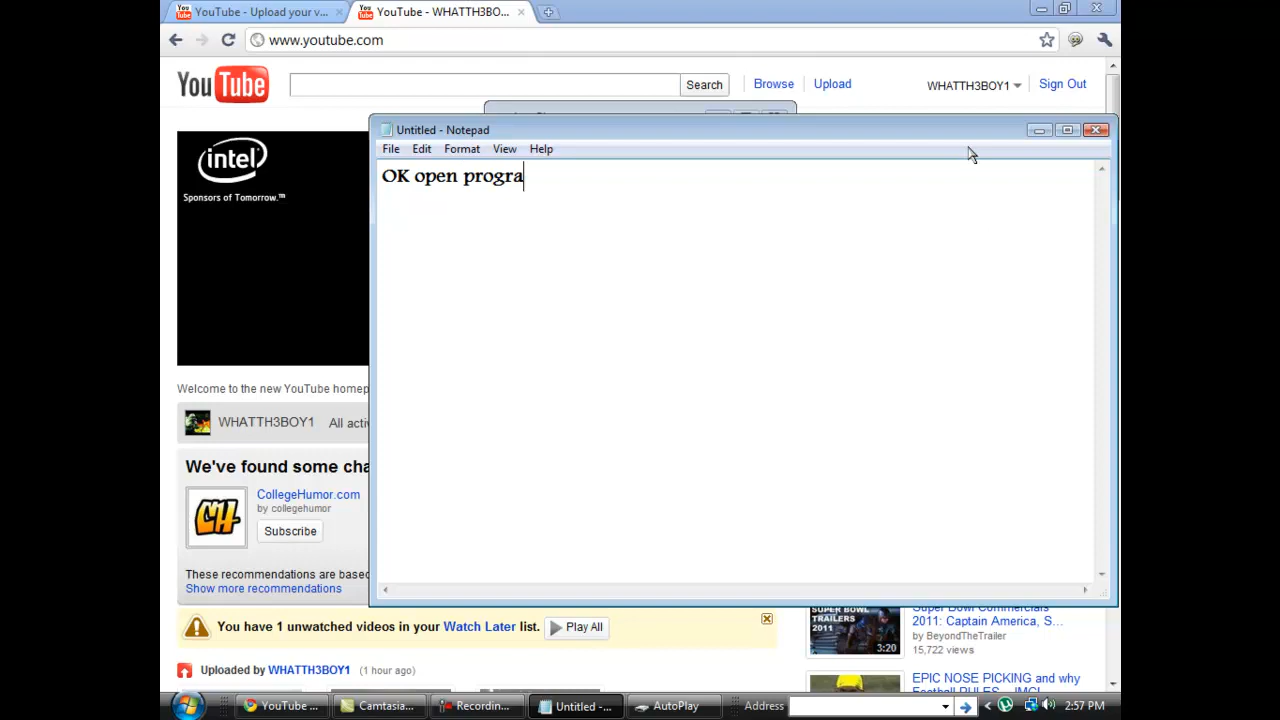 YouTube - Upload your v...
YouTube - WHATTH3BO...
www.youtube.com
YouTube
Search
Browse
Upload
WHATTH3BOY1
Sign Out
intel
Sponsors of Tomorrow.™
Untitled - Notepad
File Edit Format View Help
OK open progra
Welcome to the new YouTube homep
WHATTH3BOY1 All activ
We've found some cha
CH
CollegeHumor.com
by collegehumor
Subscribe
These recommendations are based
Show more recommendations
You have 1 unwatched videos in your Watch Later list.
Play All
Uploaded by WHATTH3BOY1 (1 hour ago)
SUPER BOWL
TRAILERS
2011
3:20
Super Bowl Commercials
2011: Captain America, S...
by BeyondTheTrailer
15,722 views
EPIC NOSE PICKING and why
Football RULES - IMG!
YouTube ...
Camtasia...
Recordin...
Untitled -...
AutoPlay
Address
2:57 PM